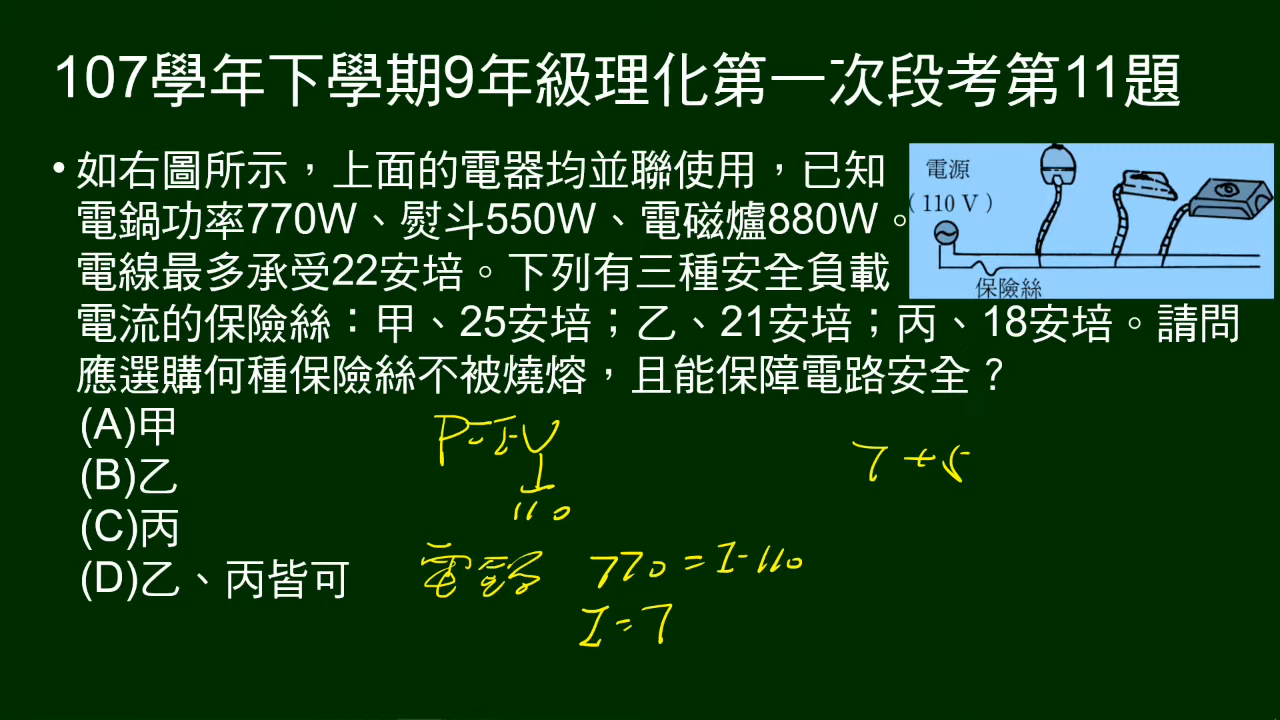 107學年下學期9年級理化第一次段考第11題
• 如右圖所示，上面的電器均並聯使用，已知
電鍋功率770W、熨斗550W、電磁爐880W。
電線最多承受22安培。下列有三種安全負載
電流的保險絲：甲、25安培；乙、21安培；丙、18安培。請問
應選購何種保險絲不被燒熔，且能保障電路安全？
(A)甲
(B)乙
(C)丙
(D)乙、丙皆可
電源
(110 V)
保險絲
P=I·V
110
7+5
電鍋 770=I·110
I=7